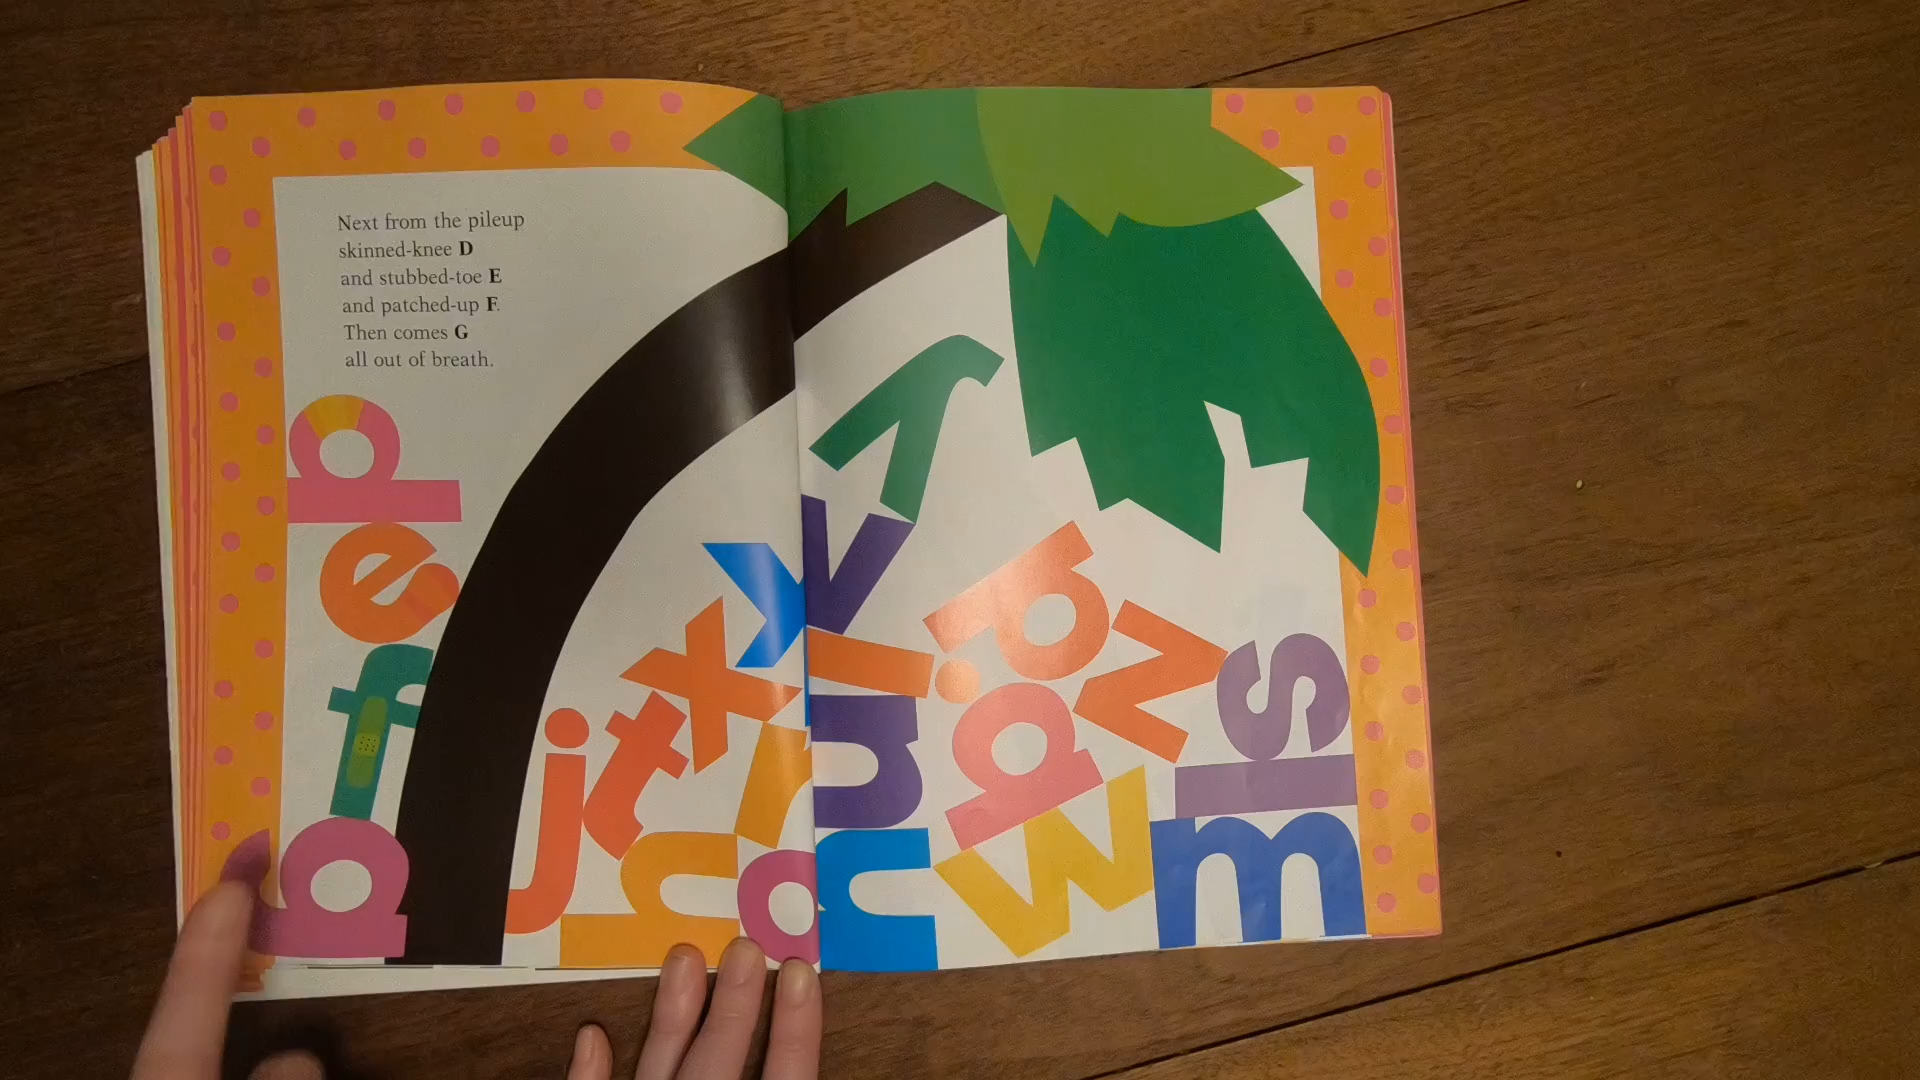 Next from the pileup
skinned-knee D
and stubbed-toe E
and patched-up F.
Then comes G
all out of breath.
d
e
f
g
j
t
x
k
y
v
l
u
n
h
r
o
q
i
p
w
z
s
l
m